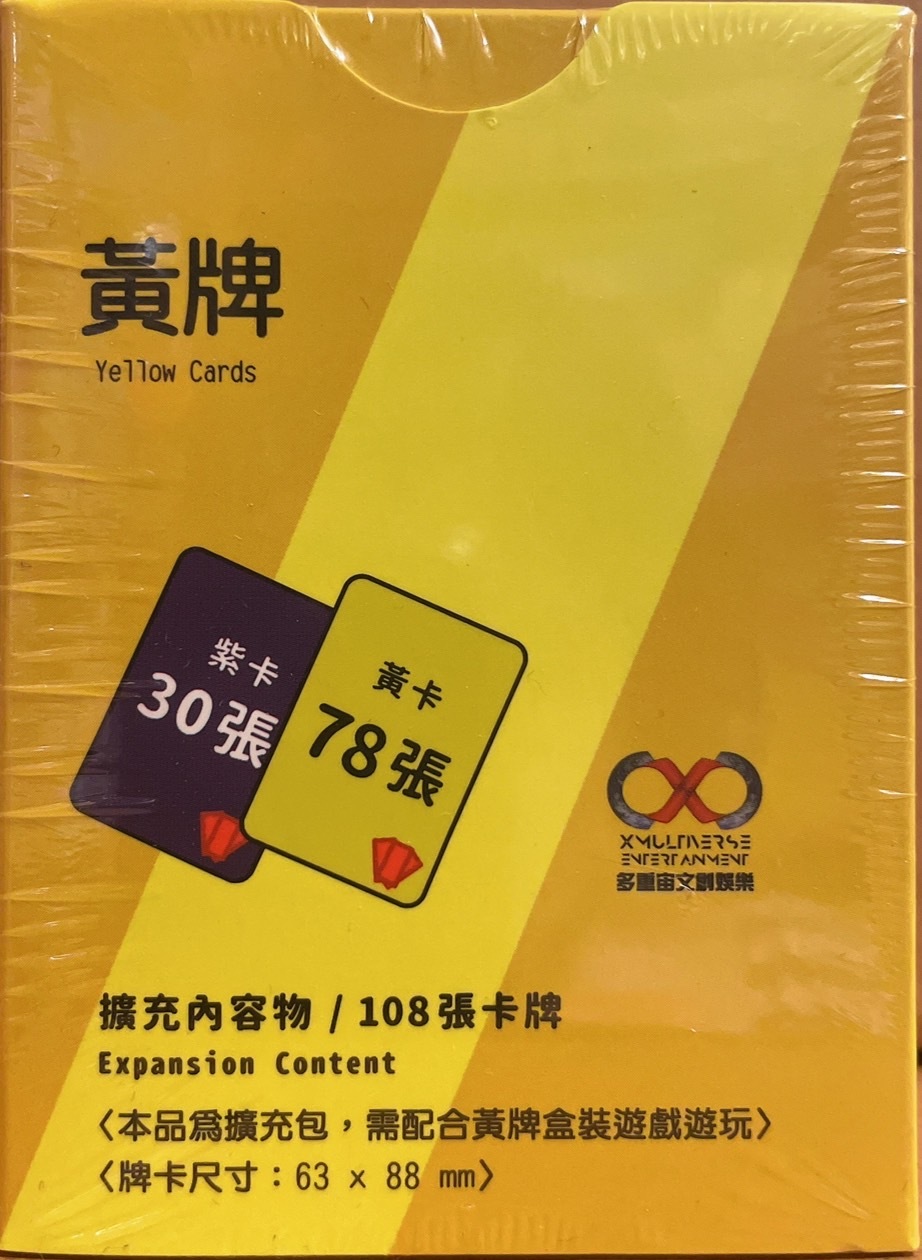 黃牌
Yellow Cards
紫卡
30張
黃卡
78張
XMULTIVERSE
ENTERTAINMENT
多重宙文創娛樂
擴充內容物 / 108張卡牌
Expansion Content
〈本品為擴充包，需配合黃牌盒裝遊戲遊玩〉
〈牌卡尺寸：63 x 88 mm〉